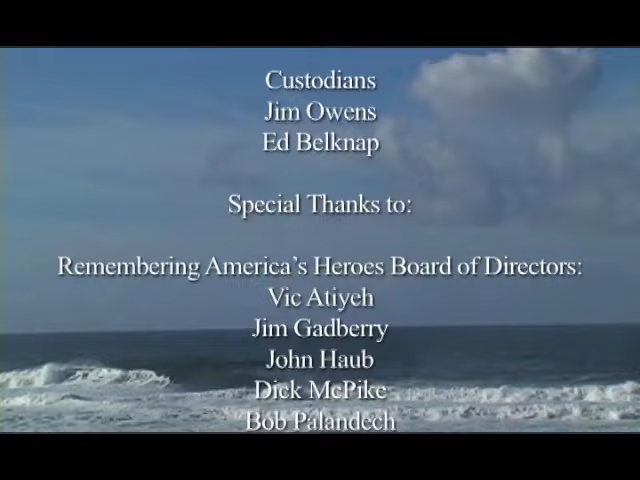 Custodians
Jim Owens
Ed Belknap
Special Thanks to:
Remembering America's Heroes Board of Directors:
Vic Atiyeh
Jim Gadberry
John Haub
Dick McPike
Bob Palandech